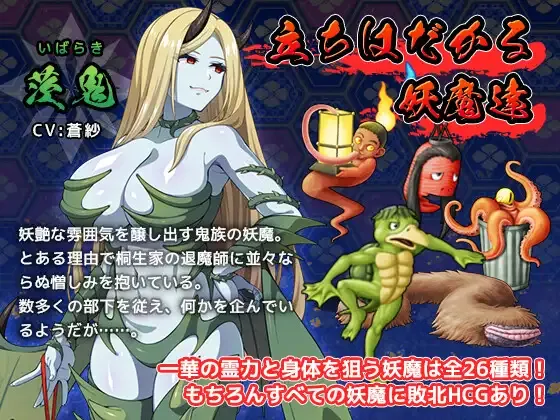 いばらき
茨鬼
CV:蒼紗
立ちはだかる
妖魔達
妖艶な雰囲気を醸し出す鬼族の妖魔。
とある理由で桐生家の退魔師に並々な
らぬ憎しみを抱いている。
数多くの部下を従え、何かを企んでい
るようだが……。
一華の霊力と身体を狙う妖魔は全26種類！
もちろんすべての妖魔に敗北HCGあり！